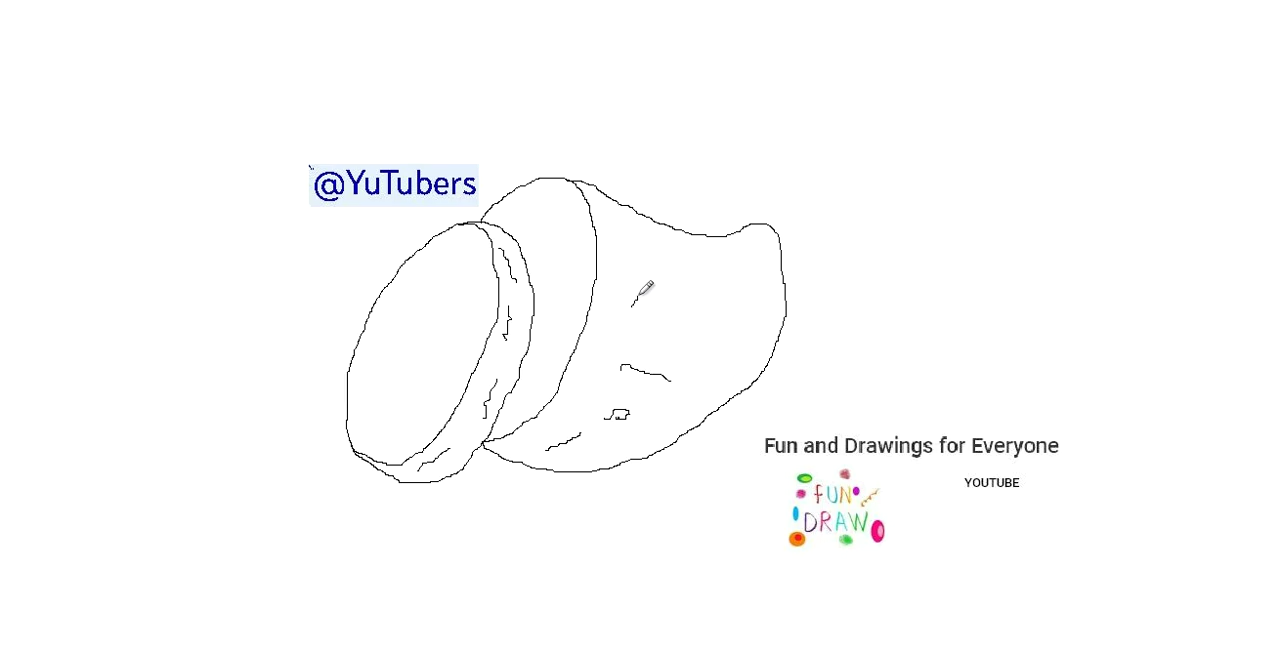 @YuTubers
Fun and Drawings for Everyone
YOUTUBE
FUN
DRAW